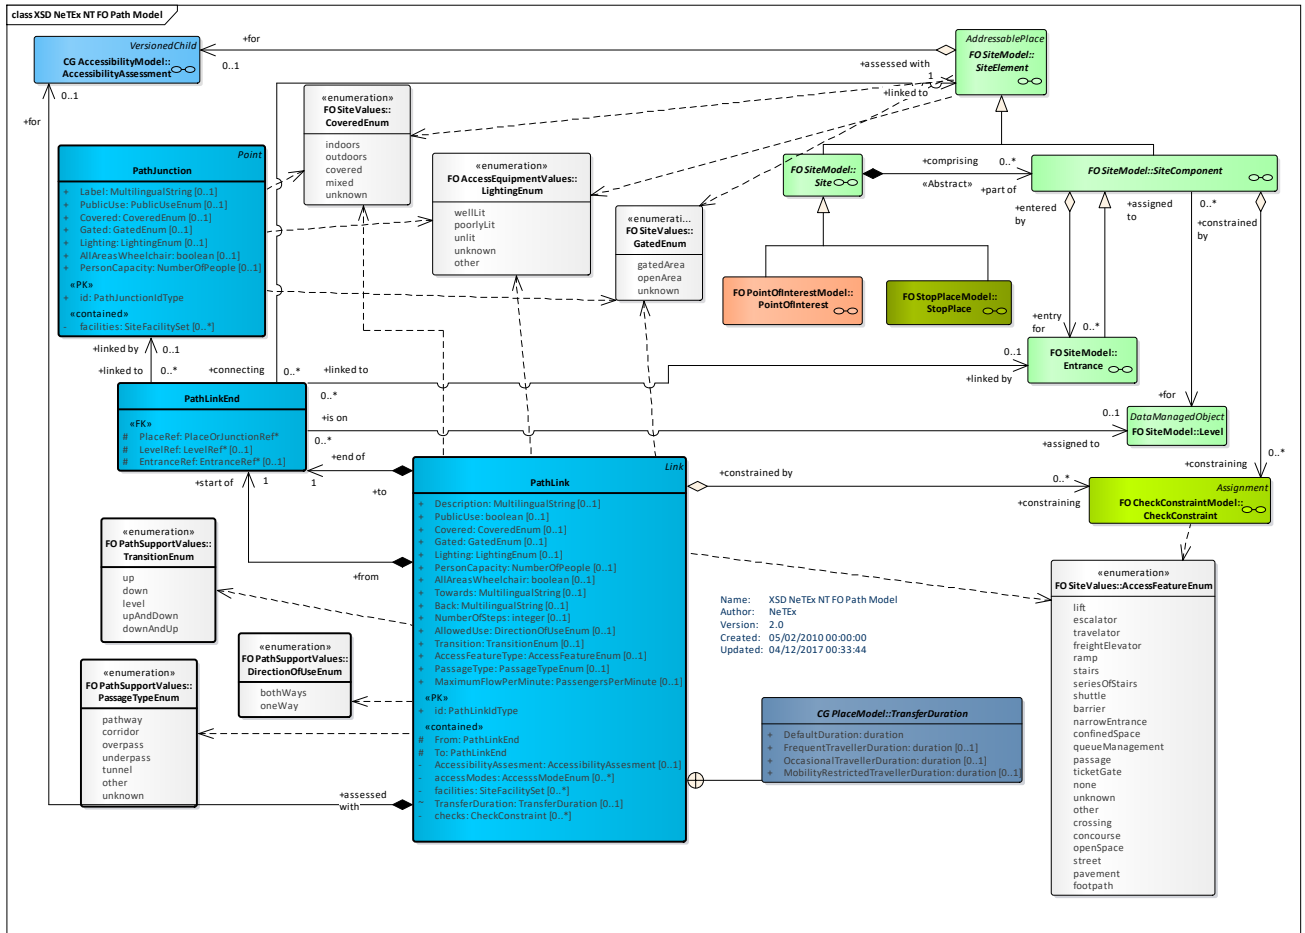 class XSD NeTEx NT FO Path Model
VersionedChild
CG AccessibilityModel::
AccessibilityAssessment
+for
0..1
0..1
+for
AddressablePlace
FO SiteModel::
SiteElement
+assessed with
1
+linked to
«enumeration»
FO SiteValues::
CoveredEnum
indoors
outdoors
covered
mixed
unknown
Point
PathJunction
+ Label: MultilingualString [0..1]
+ PublicUse: PublicUseEnum [0..1]
+ Covered: CoveredEnum [0..1]
+ Gated: GatedEnum [0..1]
+ Lighting: LightingEnum [0..1]
+ AllAreasWheelchair: boolean [0..1]
+ PersonCapacity: NumberOfPeople [0..1]
«PK»
+ id: PathJunctionIdType
«contained»
- facilities: SiteFacilitySet [0..*]
«enumeration»
FO AccessEquipmentValues::
LightingEnum
wellLit
poorlyLit
unlit
unknown
other
«enumerati...
FO SiteValues::
GatedEnum
gatedArea
openArea
unknown
FO SiteModel::
Site
+comprising
0..*
«Abstract»
+part of
FO SiteModel::SiteComponent
+entered
by
+assigned
to
0..*
+constrained
by
FO PointOfInterestModel::
PointOfInterest
FO StopPlaceModel::
StopPlace
+entry
for
0..*
FO SiteModel::
Entrance
0..1
+linked by
+linked by
0..1
+linked to
0..*
+connecting
0..*
+linked to
0..*
PathLinkEnd
«FK»
# PlaceRef: PlaceOrJunctionRef*
# LevelRef: LevelRef* [0..1]
# EntranceRef: EntranceRef* [0..1]
+is on
0..*
+for
0..1
+assigned to
DataManagedObject
FO SiteModel::Level
+end of
1
+to
+start of
1
+from
+constraining
0..*
+constrained by
0..*
+constraining
Assignment
FO CheckConstraintModel::
CheckConstraint
Link
PathLink
+ Description: MultilingualString [0..1]
+ PublicUse: boolean [0..1]
+ Covered: CoveredEnum [0..1]
+ Gated: GatedEnum [0..1]
+ Lighting: LightingEnum [0..1]
+ PersonCapacity: NumberOfPeople [0..1]
+ AllAreasWheelchair: boolean [0..1]
+ Towards: MultilingualString [0..1]
+ Back: MultilingualString [0..1]
+ NumberOfSteps: integer [0..1]
+ AllowedUse: DirectionOfUseEnum [0..1]
+ Transition: TransitionEnum [0..1]
+ AccessFeatureType: AccessFeatureEnum [0..1]
+ PassageType: PassageTypeEnum [0..1]
+ MaximumFlowPerMinute: PassengersPerMinute [0..1]
«PK»
+ id: PathLinkIdType
«contained»
# From: PathLinkEnd
# To: PathLinkEnd
- AccessibilityAssesment: AccessibilityAssesment [0..1]
- accessModes: AccesssModeEnum [0..*]
- facilities: SiteFacilitySet [0..*]
~ TransferDuration: TransferDuration [0..1]
- checks: CheckConstraint [0..*]
«enumeration»
FO PathSupportValues::
TransitionEnum
up
down
level
upAndDown
downAndUp
«enumeration»
FO PathSupportValues::
DirectionOfUseEnum
bothWays
oneWay
«enumeration»
FO PathSupportValues::
PassageTypeEnum
pathway
corridor
overpass
underpass
tunnel
other
unknown
+assessed
with
Name: XSD NeTEx NT FO Path Model
Author: NeTEx
Version: 2.0
Created: 05/02/2010 00:00:00
Updated: 04/12/2017 00:33:44
CG PlaceModel::TransferDuration
+ DefaultDuration: duration
+ FrequentTravellerDuration: duration [0..1]
+ OccasionalTravellerDuration: duration [0..1]
+ MobilityRestrictedTravellerDuration: duration [0..1]
«enumeration»
FO SiteValues::AccessFeatureEnum
lift
escalator
travelator
freightElevator
ramp
stairs
seriesOfStairs
shuttle
barrier
narrowEntrance
confinedSpace
queueManagement
passage
ticketGate
none
unknown
other
crossing
concourse
openSpace
street
pavement
footpath